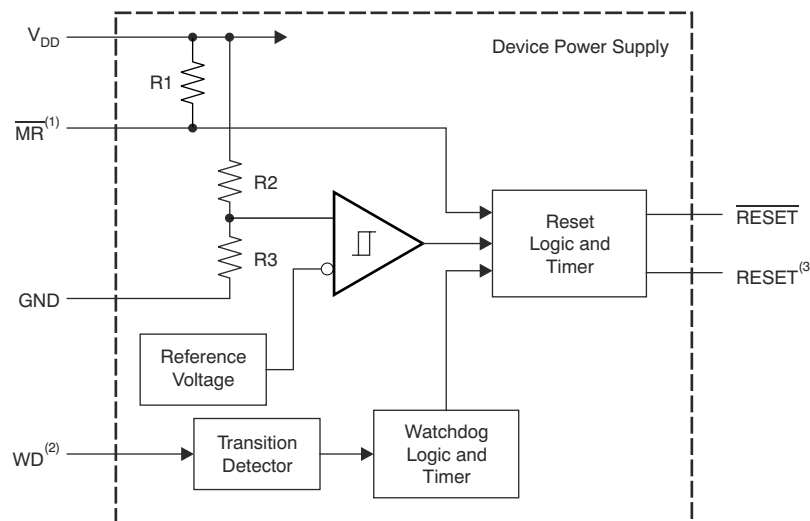 VDD
Device Power Supply
R1
MR(1)
R2
RESET
Reset
Logic and
Timer
R3
RESET(3
GND
Reference
Voltage
WD(2)
Transition
Detector
Watchdog
Logic and
Timer